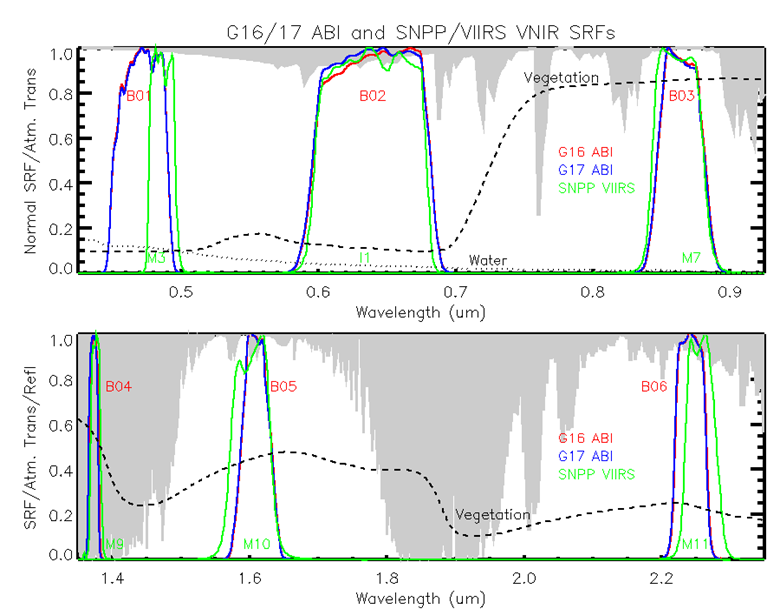 G16/17 ABI and SNPP/VIIRS VNIR SRFs
Normal SRF/Atm. Trans
1.0
0.8
0.6
0.4
0.2
0.0
B01
B02
B03
Vegetation
G16 ABI
G17 ABI
SNPP VIIRS
M3
I1
Water
M7
0.5
0.6
0.7
0.8
0.9
Wavelength (um)
SRF/Atm. Trans/Refl
1.0
0.8
0.6
0.4
0.2
0.0
B04
B05
B06
G16 ABI
G17 ABI
SNPP VIIRS
Vegetation
M9
M10
M11
1.4
1.6
1.8
2.0
2.2
Wavelength (um)